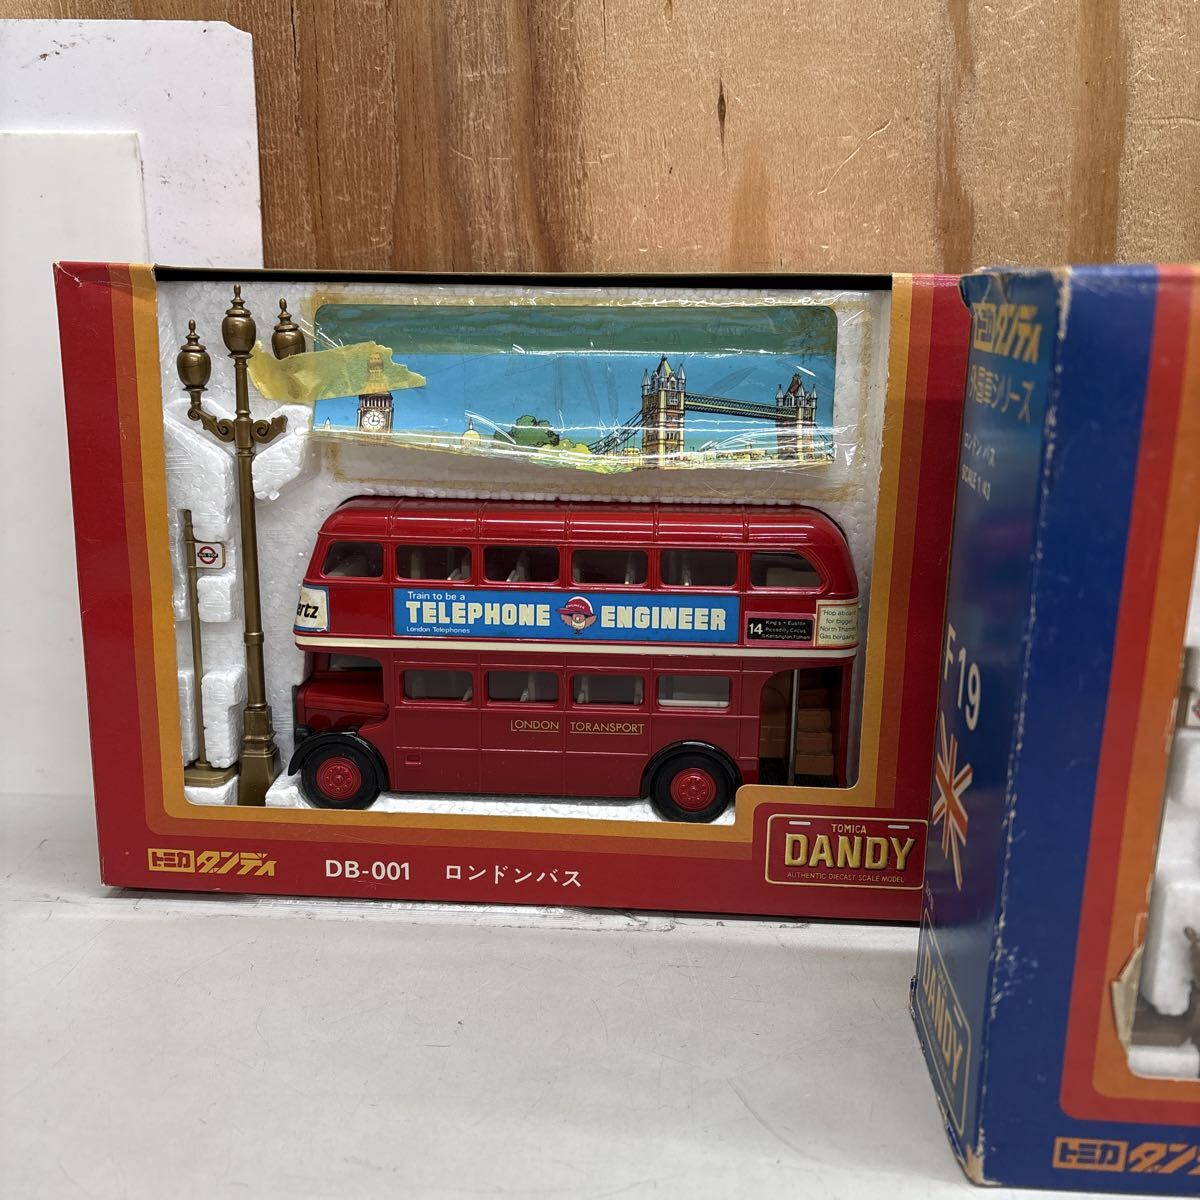 ertz
Train to be a
TELEPHONE ENGINEER
London Telephones
ENGINEER
14
King's + Euston
Piccadilly Circus
S.Kensington Fulham
"Hop aboard
for bigger
North Thames
Gas bargains"
LONDON TORANSPORT
トミカダンディ
DB-001 ロンドンバス
TOMICA
DANDY
AUTHENTIC DIECAST SCALE MODEL
トミカダンディ
外国車シリーズ
ロンドン バス
SCALE 1/43
F19
DANDY
トミカダンデ